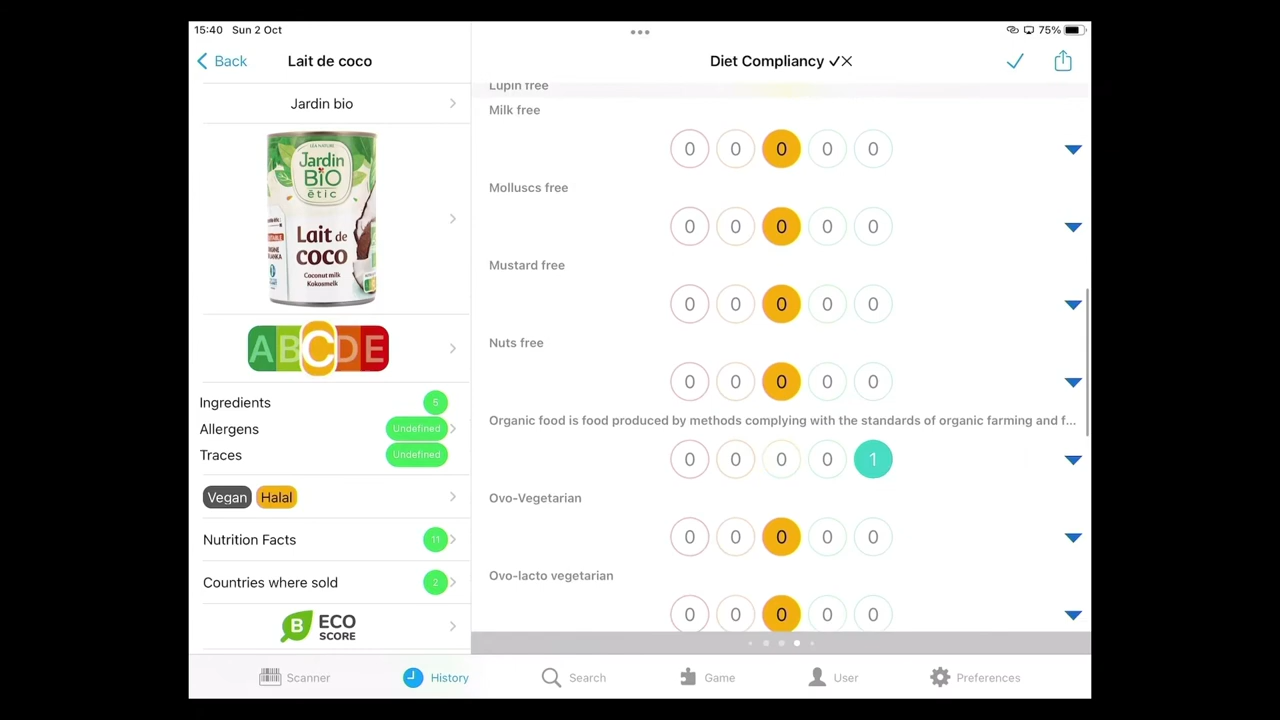 15:40 Sun 2 Oct
75%
Back
Lait de coco
Diet Compliancy ✓✕
Jardin bio
LÉA NATURE
Jardin
BiO
ētic
Lait de
coco
Coconut milk
Kokosmelk
A B C D E
Ingredients 5
Allergens Undefined
Traces Undefined
Vegan Halal
Nutrition Facts 11
Countries where sold 2
B ECO
SCORE
Lupin free
Milk free
0 0 0 0 0
Molluscs free
0 0 0 0 0
Mustard free
0 0 0 0 0
Nuts free
0 0 0 0 0
Organic food is food produced by methods complying with the standards of organic farming and f...
0 0 0 0 1
Ovo-Vegetarian
0 0 0 0 0
Ovo-lacto vegetarian
0 0 0 0 0
Scanner
History
Search
Game
User
Preferences